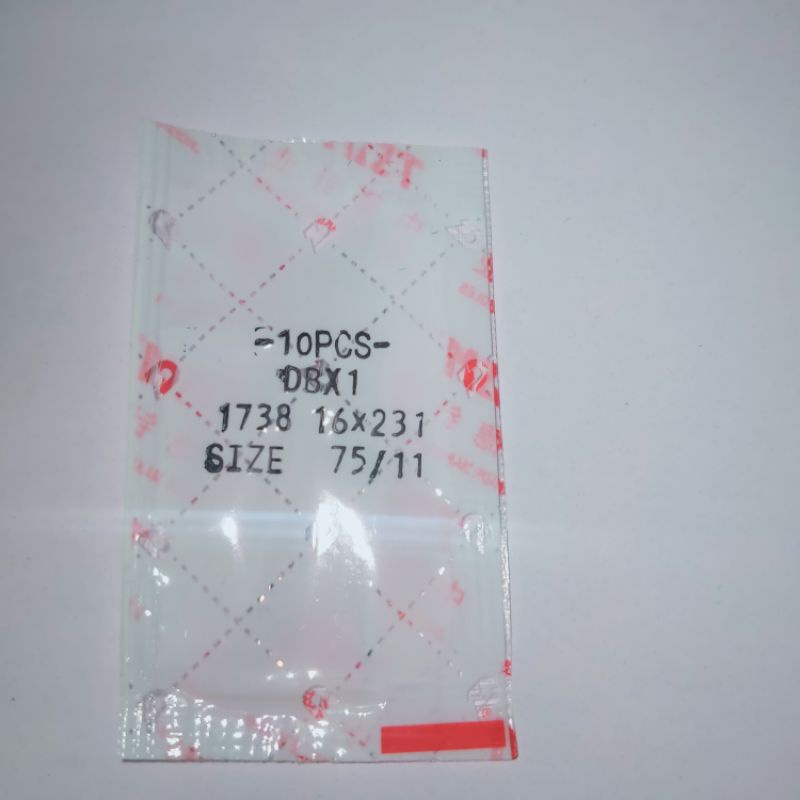 -10PCS-
DBX1
1738 16×231
SIZE 75/11